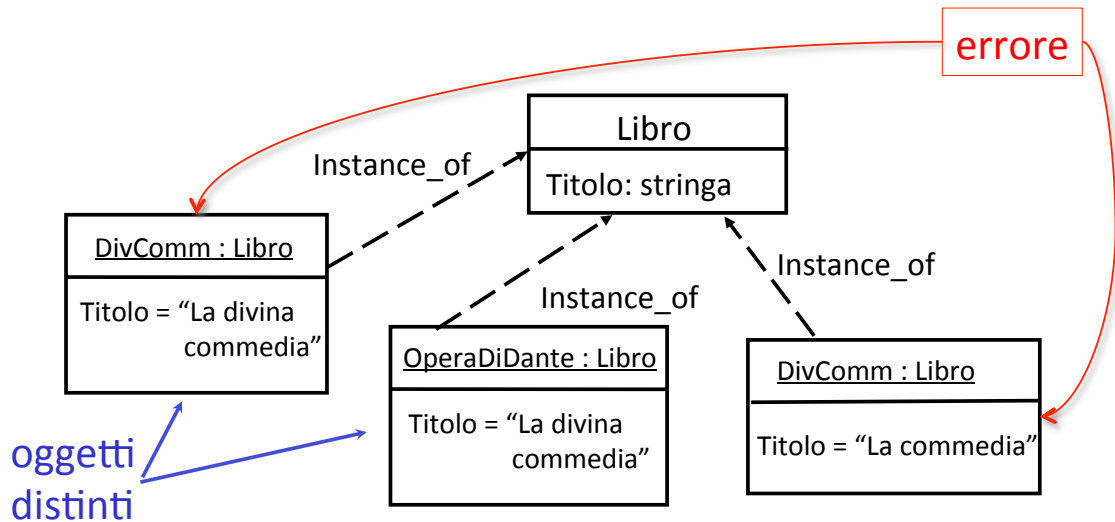 errore
Libro
Titolo: stringa
Instance_of
DivComm : Libro
Titolo = “La divina
commedia”
Instance_of
OperaDiDante : Libro
Titolo = “La divina
commedia”
Instance_of
DivComm : Libro
Titolo = “La commedia”
oggetti
distinti